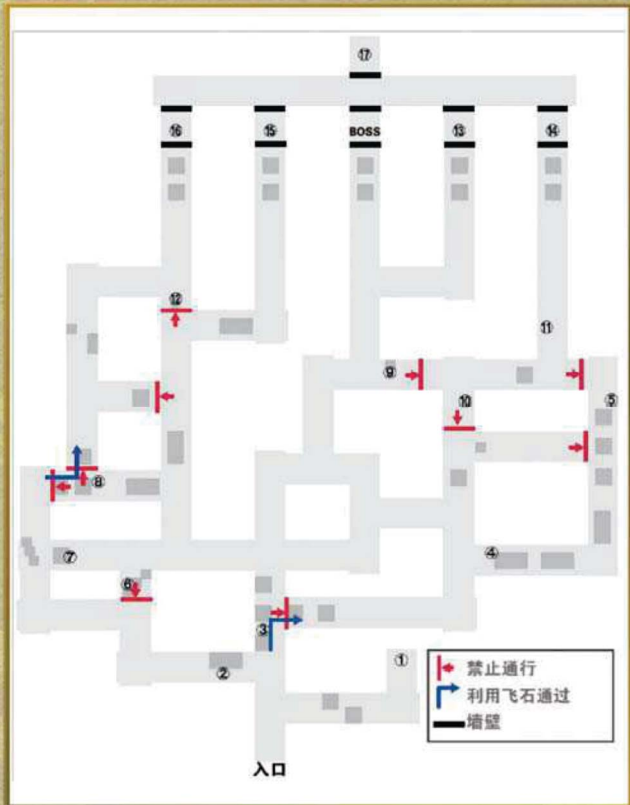 ⑰
⑯ ⑮ BOSS ⑬ ⑭
⑫
⑪
⑨
⑩
⑤
⑧
⑦
④
⑥
③
②
①
禁止通行
利用飞石通过
墙壁
入口